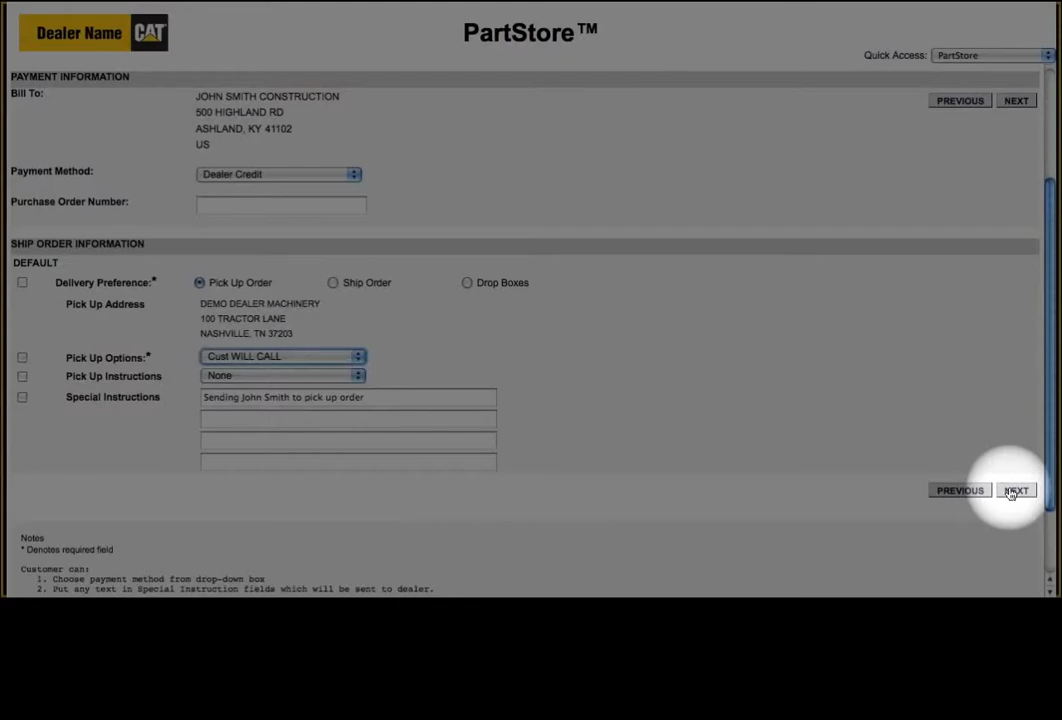 Dealer Name CAT
PartStore™
Quick Access: PartStore
PAYMENT INFORMATION
Bill To:
JOHN SMITH CONSTRUCTION
500 HIGHLAND RD
ASHLAND, KY 41102
US
PREVIOUS NEXT
Payment Method: Dealer Credit
Purchase Order Number:
SHIP ORDER INFORMATION
DEFAULT
Delivery Preference:* Pick Up Order Ship Order Drop Boxes
Pick Up Address DEMO DEALER MACHINERY
100 TRACTOR LANE
NASHVILLE, TN 37203
Pick Up Options:* Cust WILL CALL
Pick Up Instructions None
Special Instructions Sending John Smith to pick up order
PREVIOUS NEXT
Notes
* Denotes required field
Customer can:
1. Choose payment method from drop-down box
2. Put any text in Special Instruction fields which will be sent to dealer.